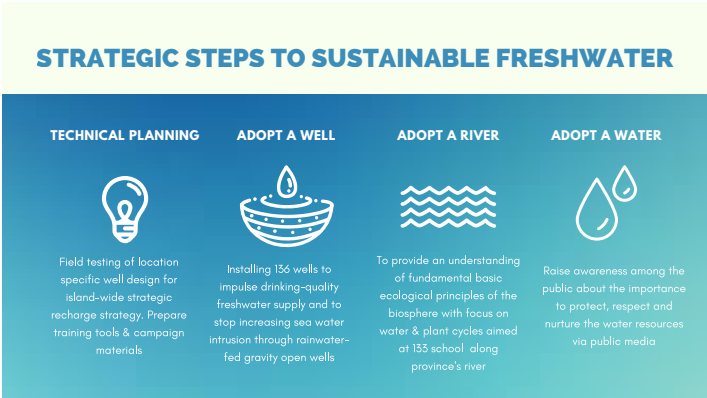 STRATEGIC STEPS TO SUSTAINABLE FRESHWATER
TECHNICAL PLANNING
Field testing of location
specific well design for
island-wide strategic
recharge strategy. Prepare
training tools & campaign
materials
ADOPT A WELL
Installing 136 wells to
impulse drinking-quality
freshwater supply and to
stop increasing sea water
intrusion through rainwater-
fed gravity open wells
ADOPT A RIVER
To provide an understanding
of fundamental basic
ecological principles of the
biosphere with focus on
water & plant cycles aimed
at 133 school along
province's river
ADOPT A WATER
Raise awareness among the
public about the importance
to protect, respect and
nurture the water resources
via public media